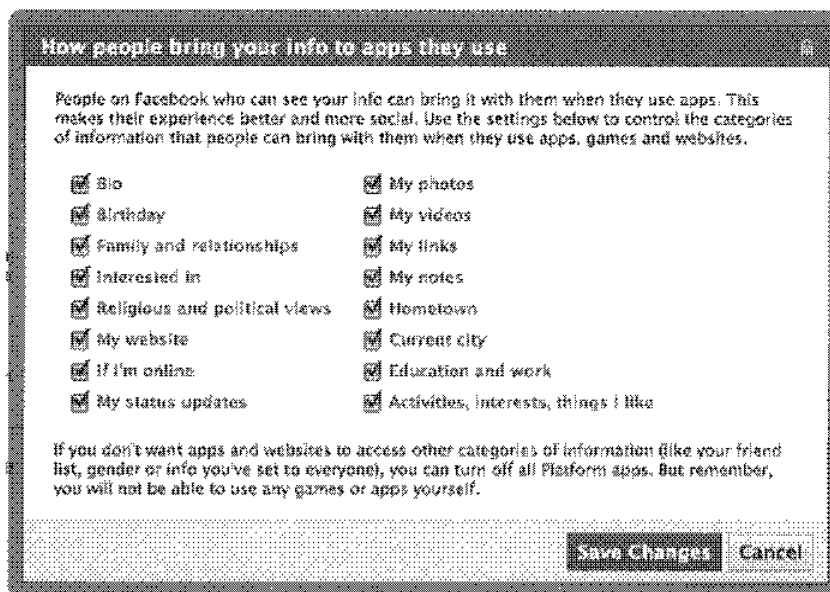 How people bring your info to apps they use
People on Facebook who can see your info can bring it with them when they use apps. This
makes their experience better and more social. Use the settings below to control the categories
of information that people can bring with them when they use apps, games and websites.
Bio
My photos
Birthday
My videos
Family and relationships
My links
Interested in
My notes
Religious and political views
Hometown
My website
Current city
If I'm online
Education and work
My status updates
Activities, interests, things I like
If you don't want apps and websites to access other categories of information (like your friend
list, gender or info you've set to everyone), you can turn off all Platform apps. But remember,
you will not be able to use any games or apps yourself.
Save Changes
Cancel